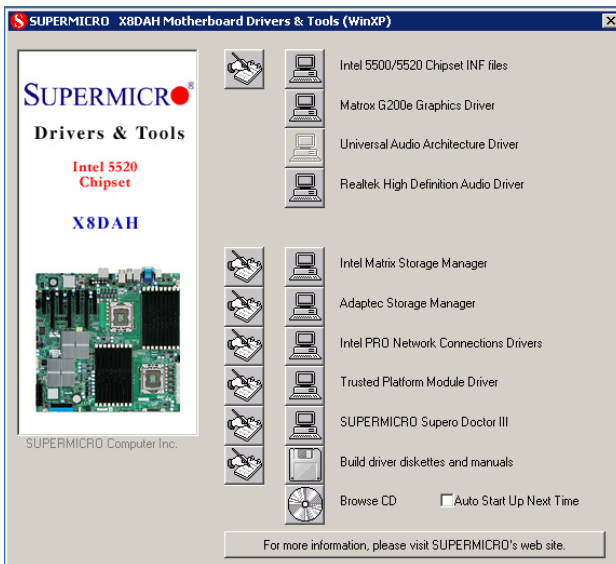 SUPERMICRO X8DAH Motherboard Drivers & Tools (WinXP)
SUPERMICRO®
Drivers & Tools
Intel 5520
Chipset
X8DAH
SUPERMICRO Computer Inc.
Intel 5500/5520 Chipset INF files
Matrox G200e Graphics Driver
Universal Audio Architecture Driver
Realtek High Definition Audio Driver
Intel Matrix Storage Manager
Adaptec Storage Manager
Intel PRO Network Connections Drivers
Trusted Platform Module Driver
SUPERMICRO Supero Doctor III
Build driver diskettes and manuals
Browse CD Auto Start Up Next Time
For more information, please visit SUPERMICRO's web site.